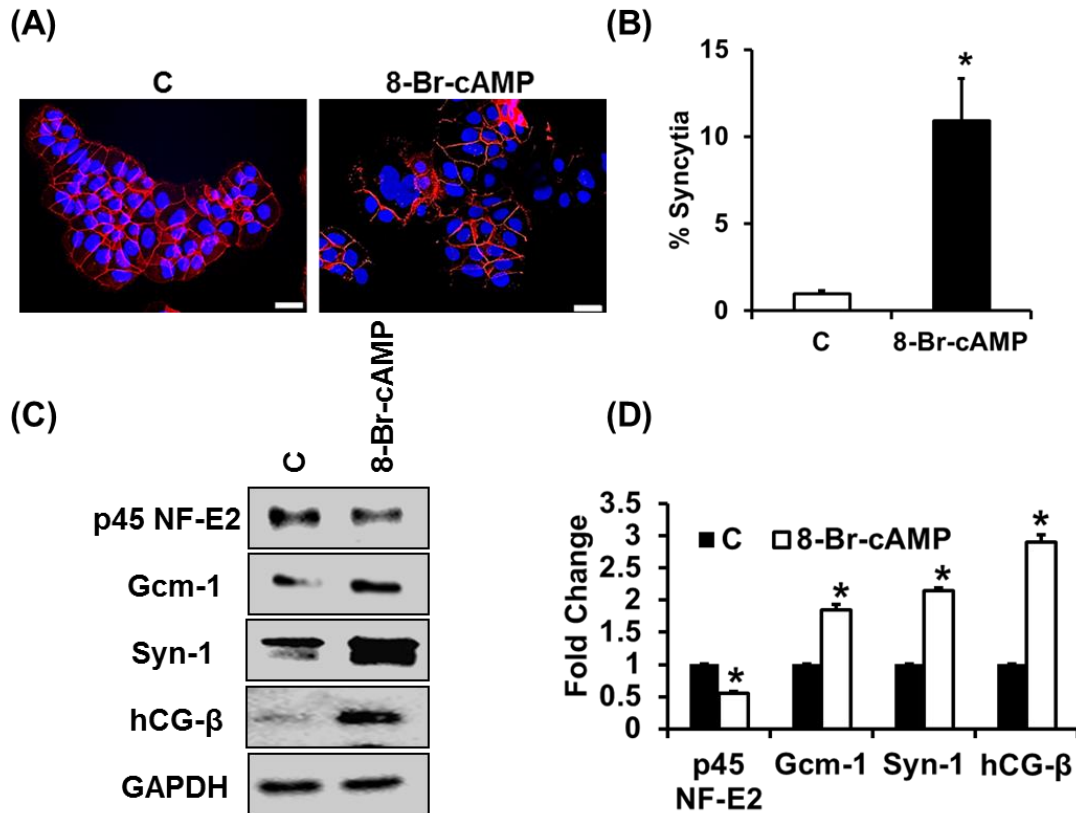 (A)
C
8-Br-cAMP
(B)
15
10
5
0
% Syncytia
*
C
8-Br-cAMP
(C)
C
8-Br-cAMP
p45 NF-E2
Gcm-1
Syn-1
hCG-β
GAPDH
(D)
3.5
3
2.5
2
1.5
1
0.5
0
Fold Change
C 8-Br-cAMP
*
*
*
*
p45 NF-E2
Gcm-1
Syn-1
hCG-β